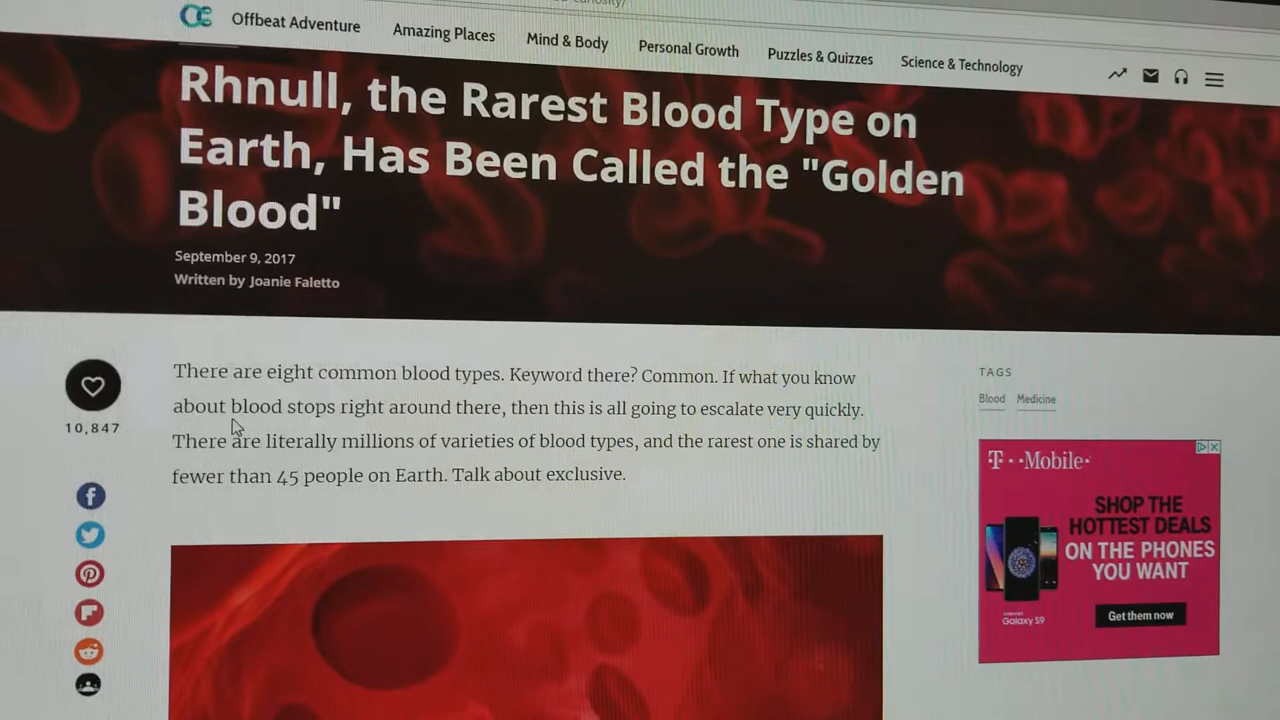 Offbeat Adventure
Amazing Places
Mind & Body
Personal Growth
Puzzles & Quizzes
Science & Technology
Rhnull, the Rarest Blood Type on
Earth, Has Been Called the "Golden
Blood"
September 9, 2017
Written by Joanie Faletto
There are eight common blood types. Keyword there? Common. If what you know
about blood stops right around there, then this is all going to escalate very quickly.
There are literally millions of varieties of blood types, and the rarest one is shared by
fewer than 45 people on Earth. Talk about exclusive.
10,847
TAGS
Blood
Medicine
T··Mobile·
SHOP THE
HOTTEST DEALS
ON THE PHONES
YOU WANT
Get them now
Galaxy S9